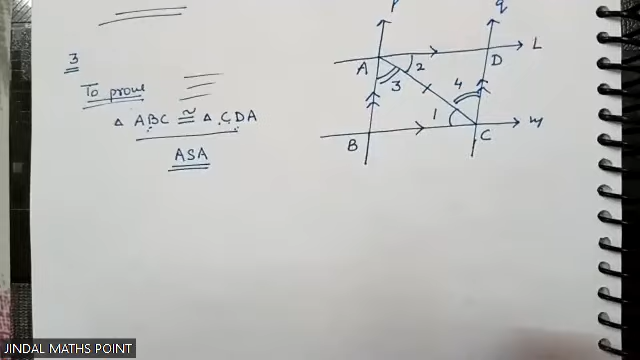 3
To prove
△ ABC ≅ △ CDA
ASA
p
q
A
2
D
L
3
4
B
1
C
m
JINDAL MATHS POINT